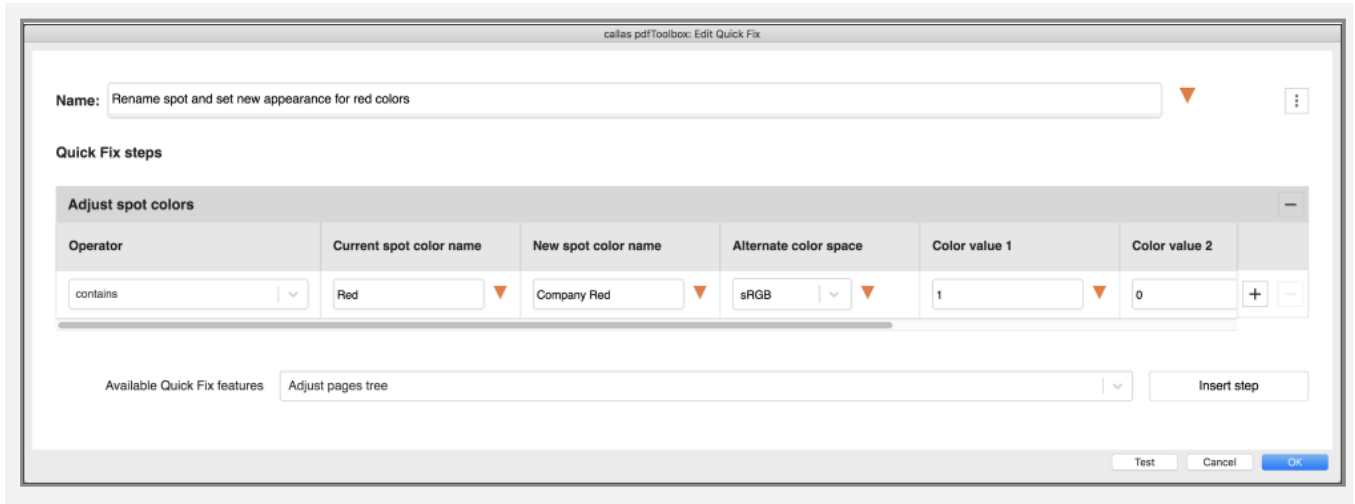 callas pdfToolbox: Edit Quick Fix
Name: Rename spot and set new appearance for red colors
Quick Fix steps
Adjust spot colors
Operator Current spot color name New spot color name Alternate color space Color value 1 Color value 2
contains Red Company Red sRGB 1 0
Available Quick Fix features Adjust pages tree Insert step
Test Cancel OK